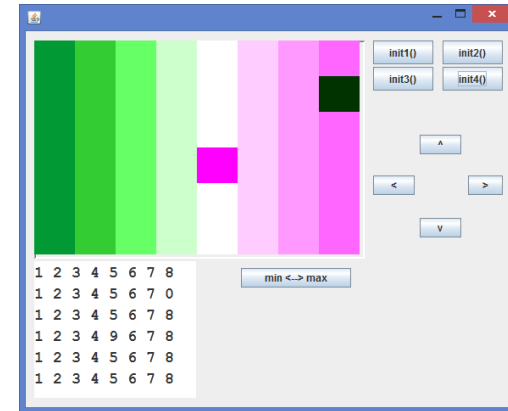 init1() init2()
init3() init4()
^
< >
v
min <--> max
1 2 3 4 5 6 7 8
1 2 3 4 5 6 7 0
1 2 3 4 5 6 7 8
1 2 3 4 9 6 7 8
1 2 3 4 5 6 7 8
1 2 3 4 5 6 7 8